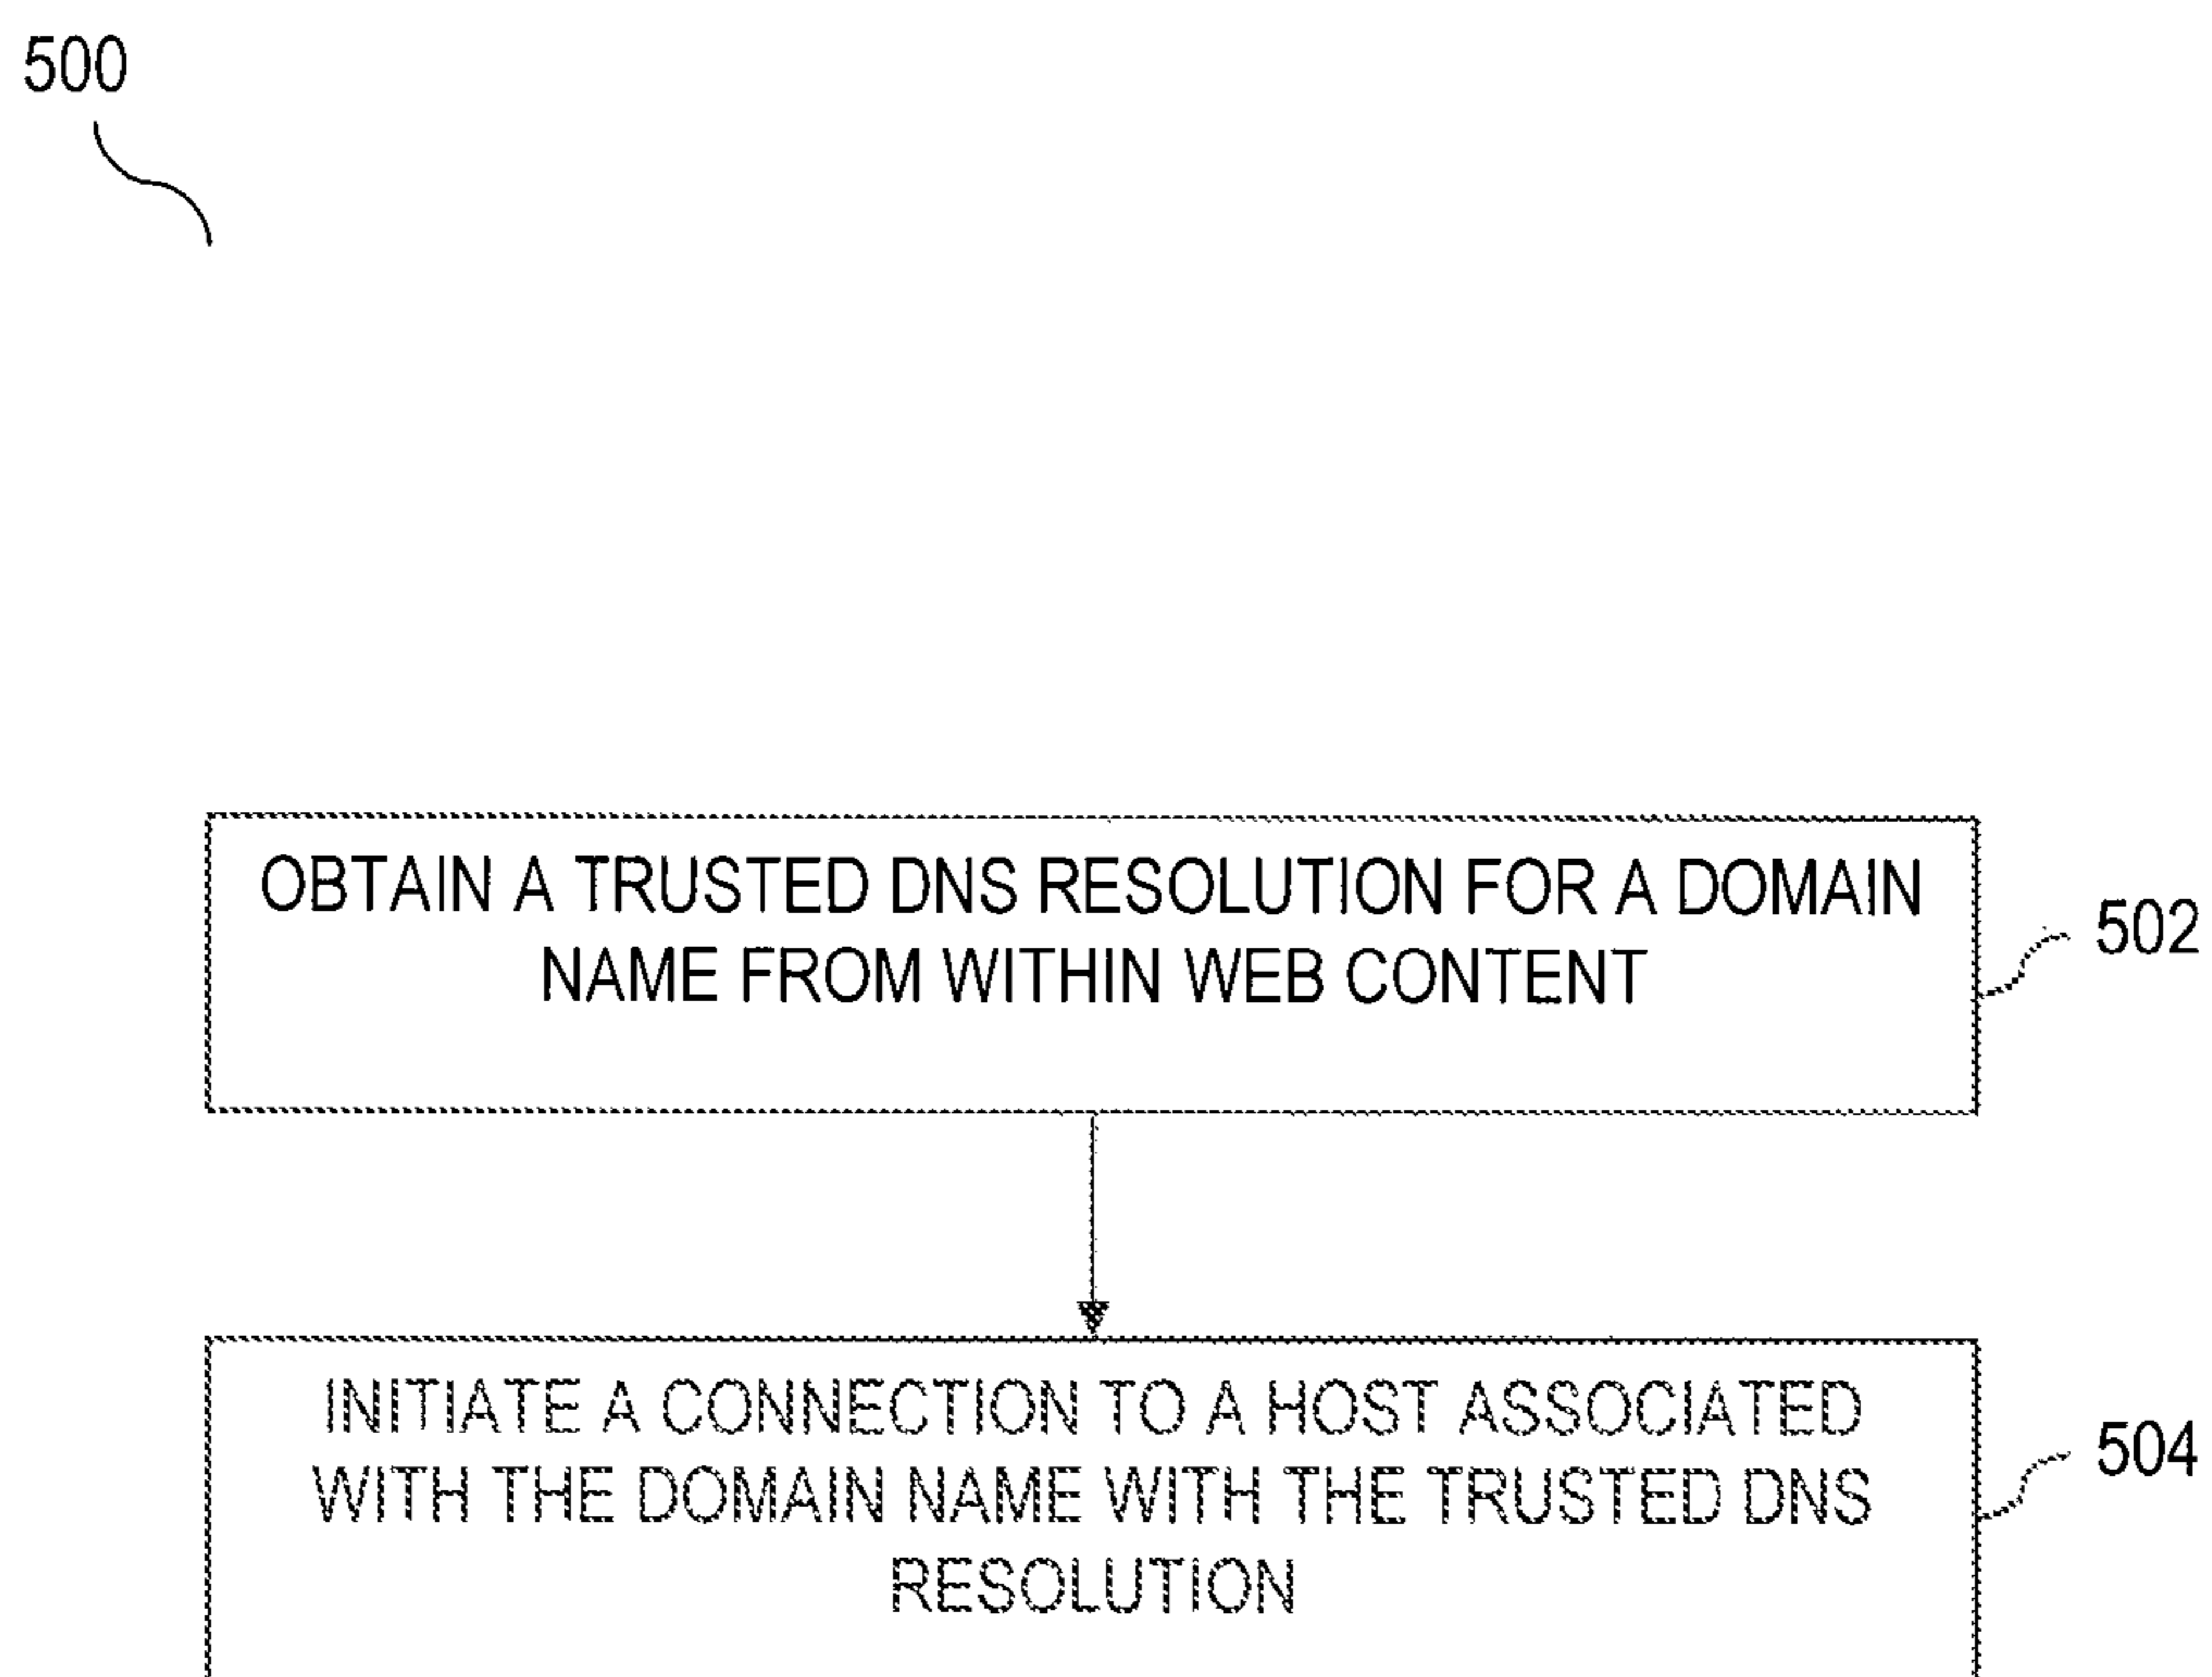 500
OBTAIN A TRUSTED DNS RESOLUTION FOR A DOMAIN
NAME FROM WITHIN WEB CONTENT
502
INITIATE A CONNECTION TO A HOST ASSOCIATED
WITH THE DOMAIN NAME WITH THE TRUSTED DNS
RESOLUTION
504